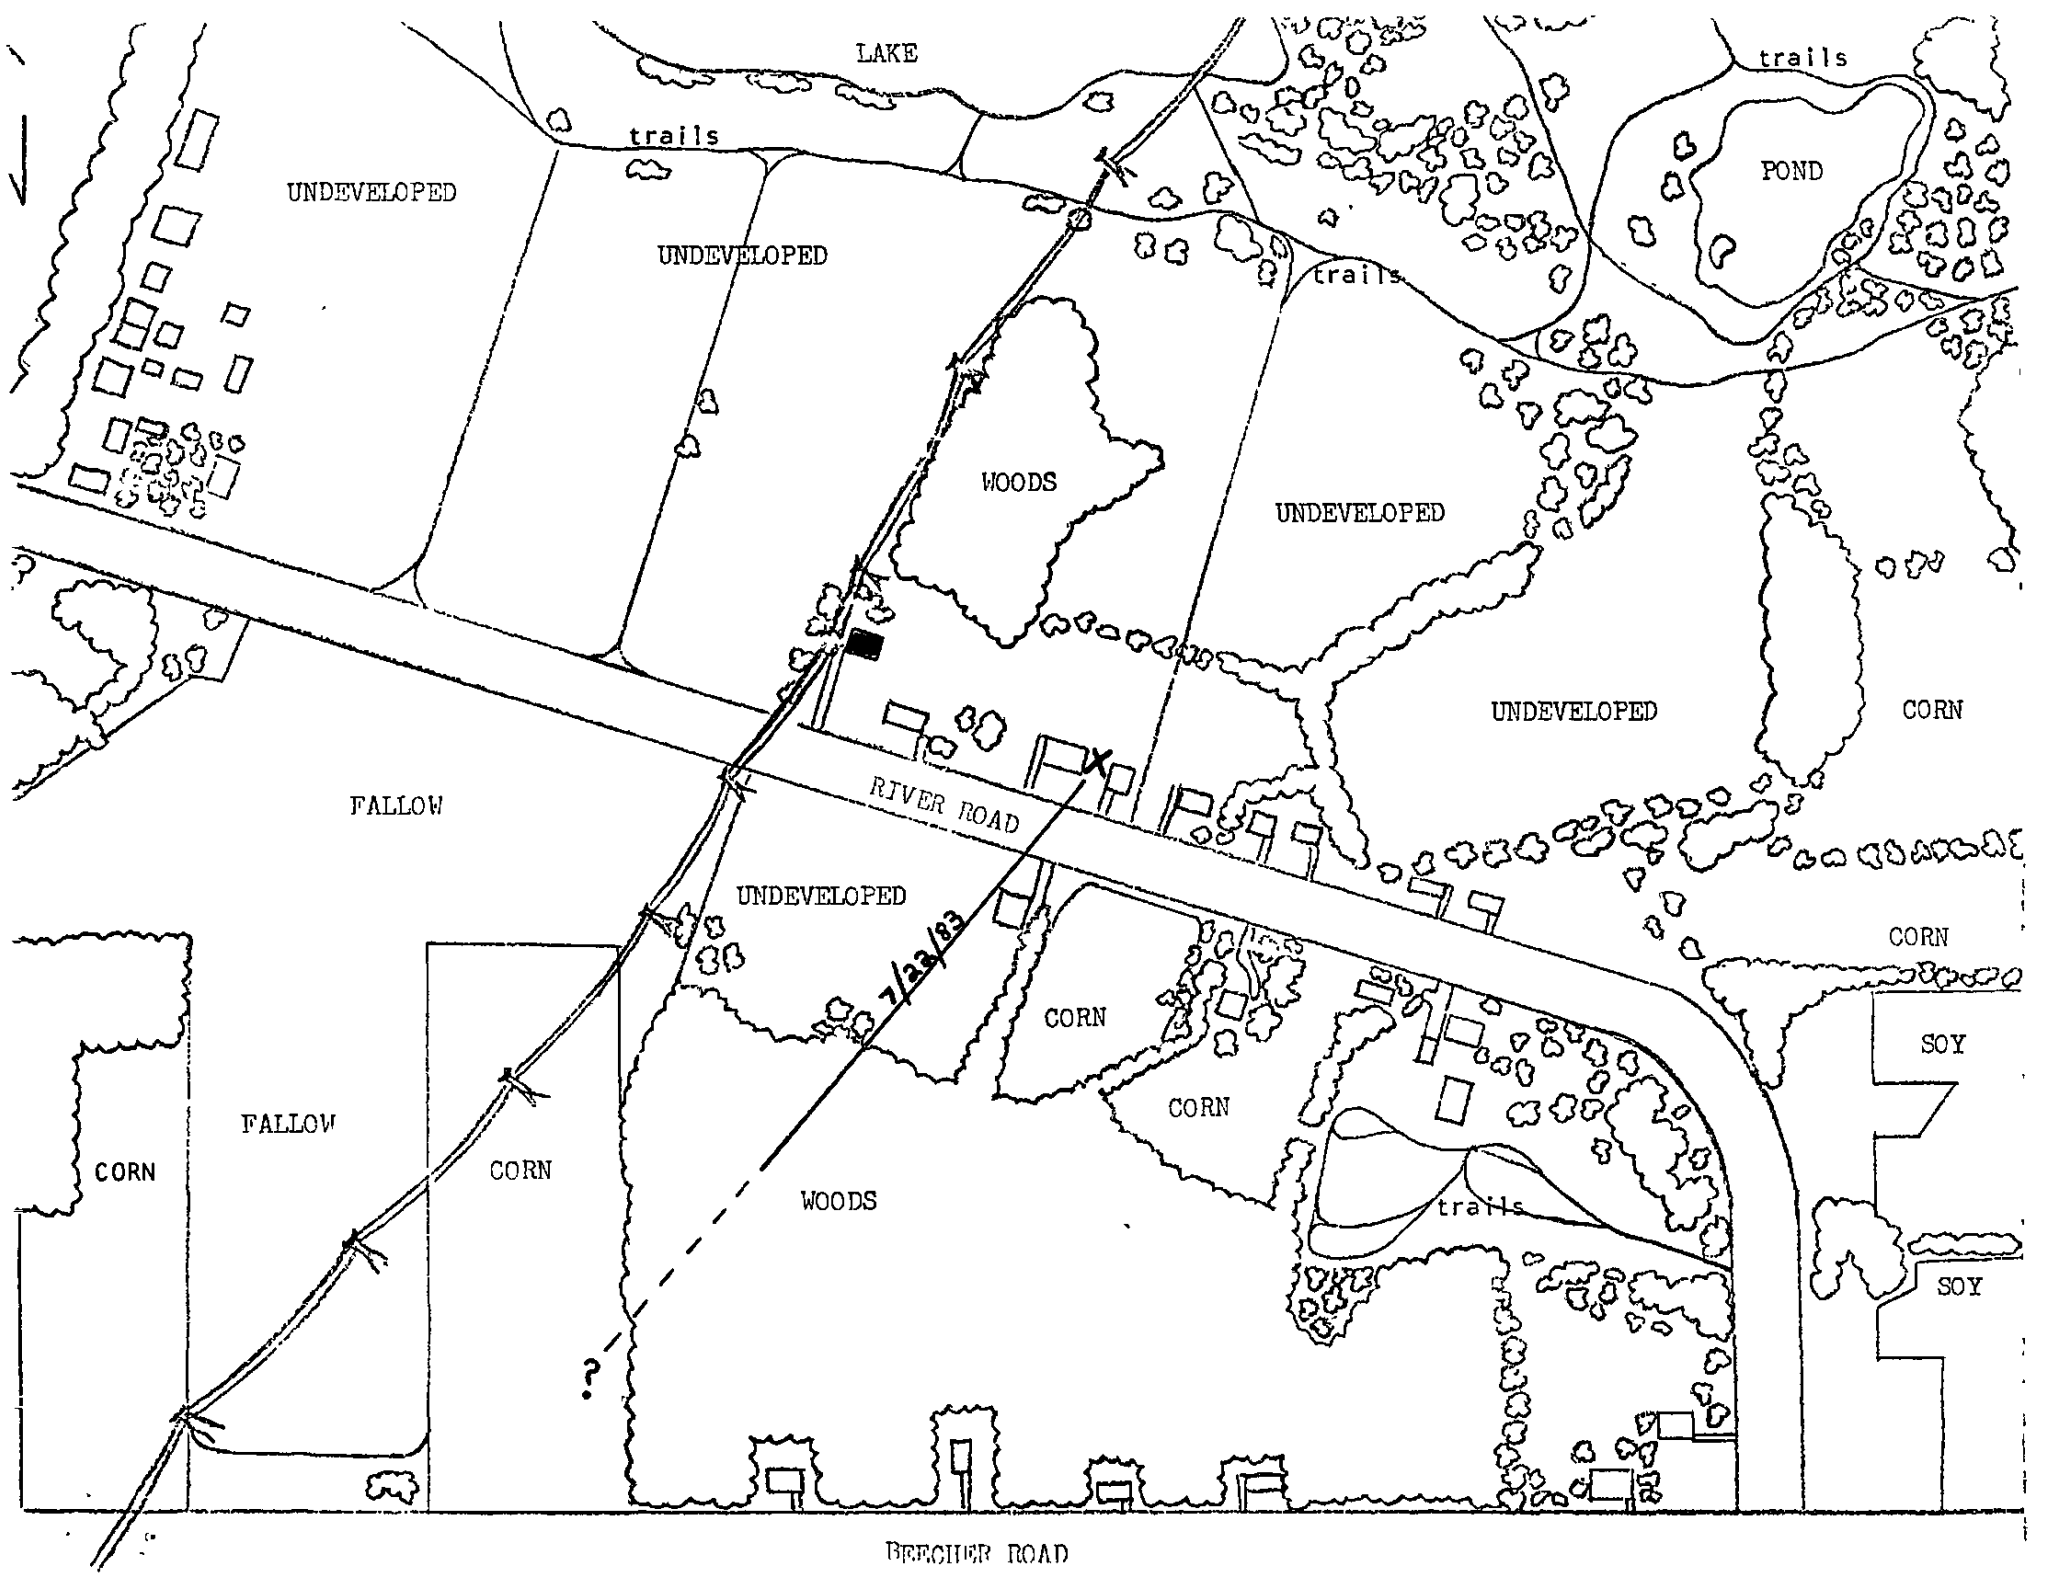 LAKE
trails
trails
POND
UNDEVELOPED
UNDEVELOPED
trails
WOODS
UNDEVELOPED
UNDEVELOPED
CORN
FALLOW
X
RIVER ROAD
UNDEVELOPED
7/22/83
CORN
CORN
SOY
CORN
FALLOW
CORN
CORN
WOODS
trails
SOY
?
BEECHER ROAD